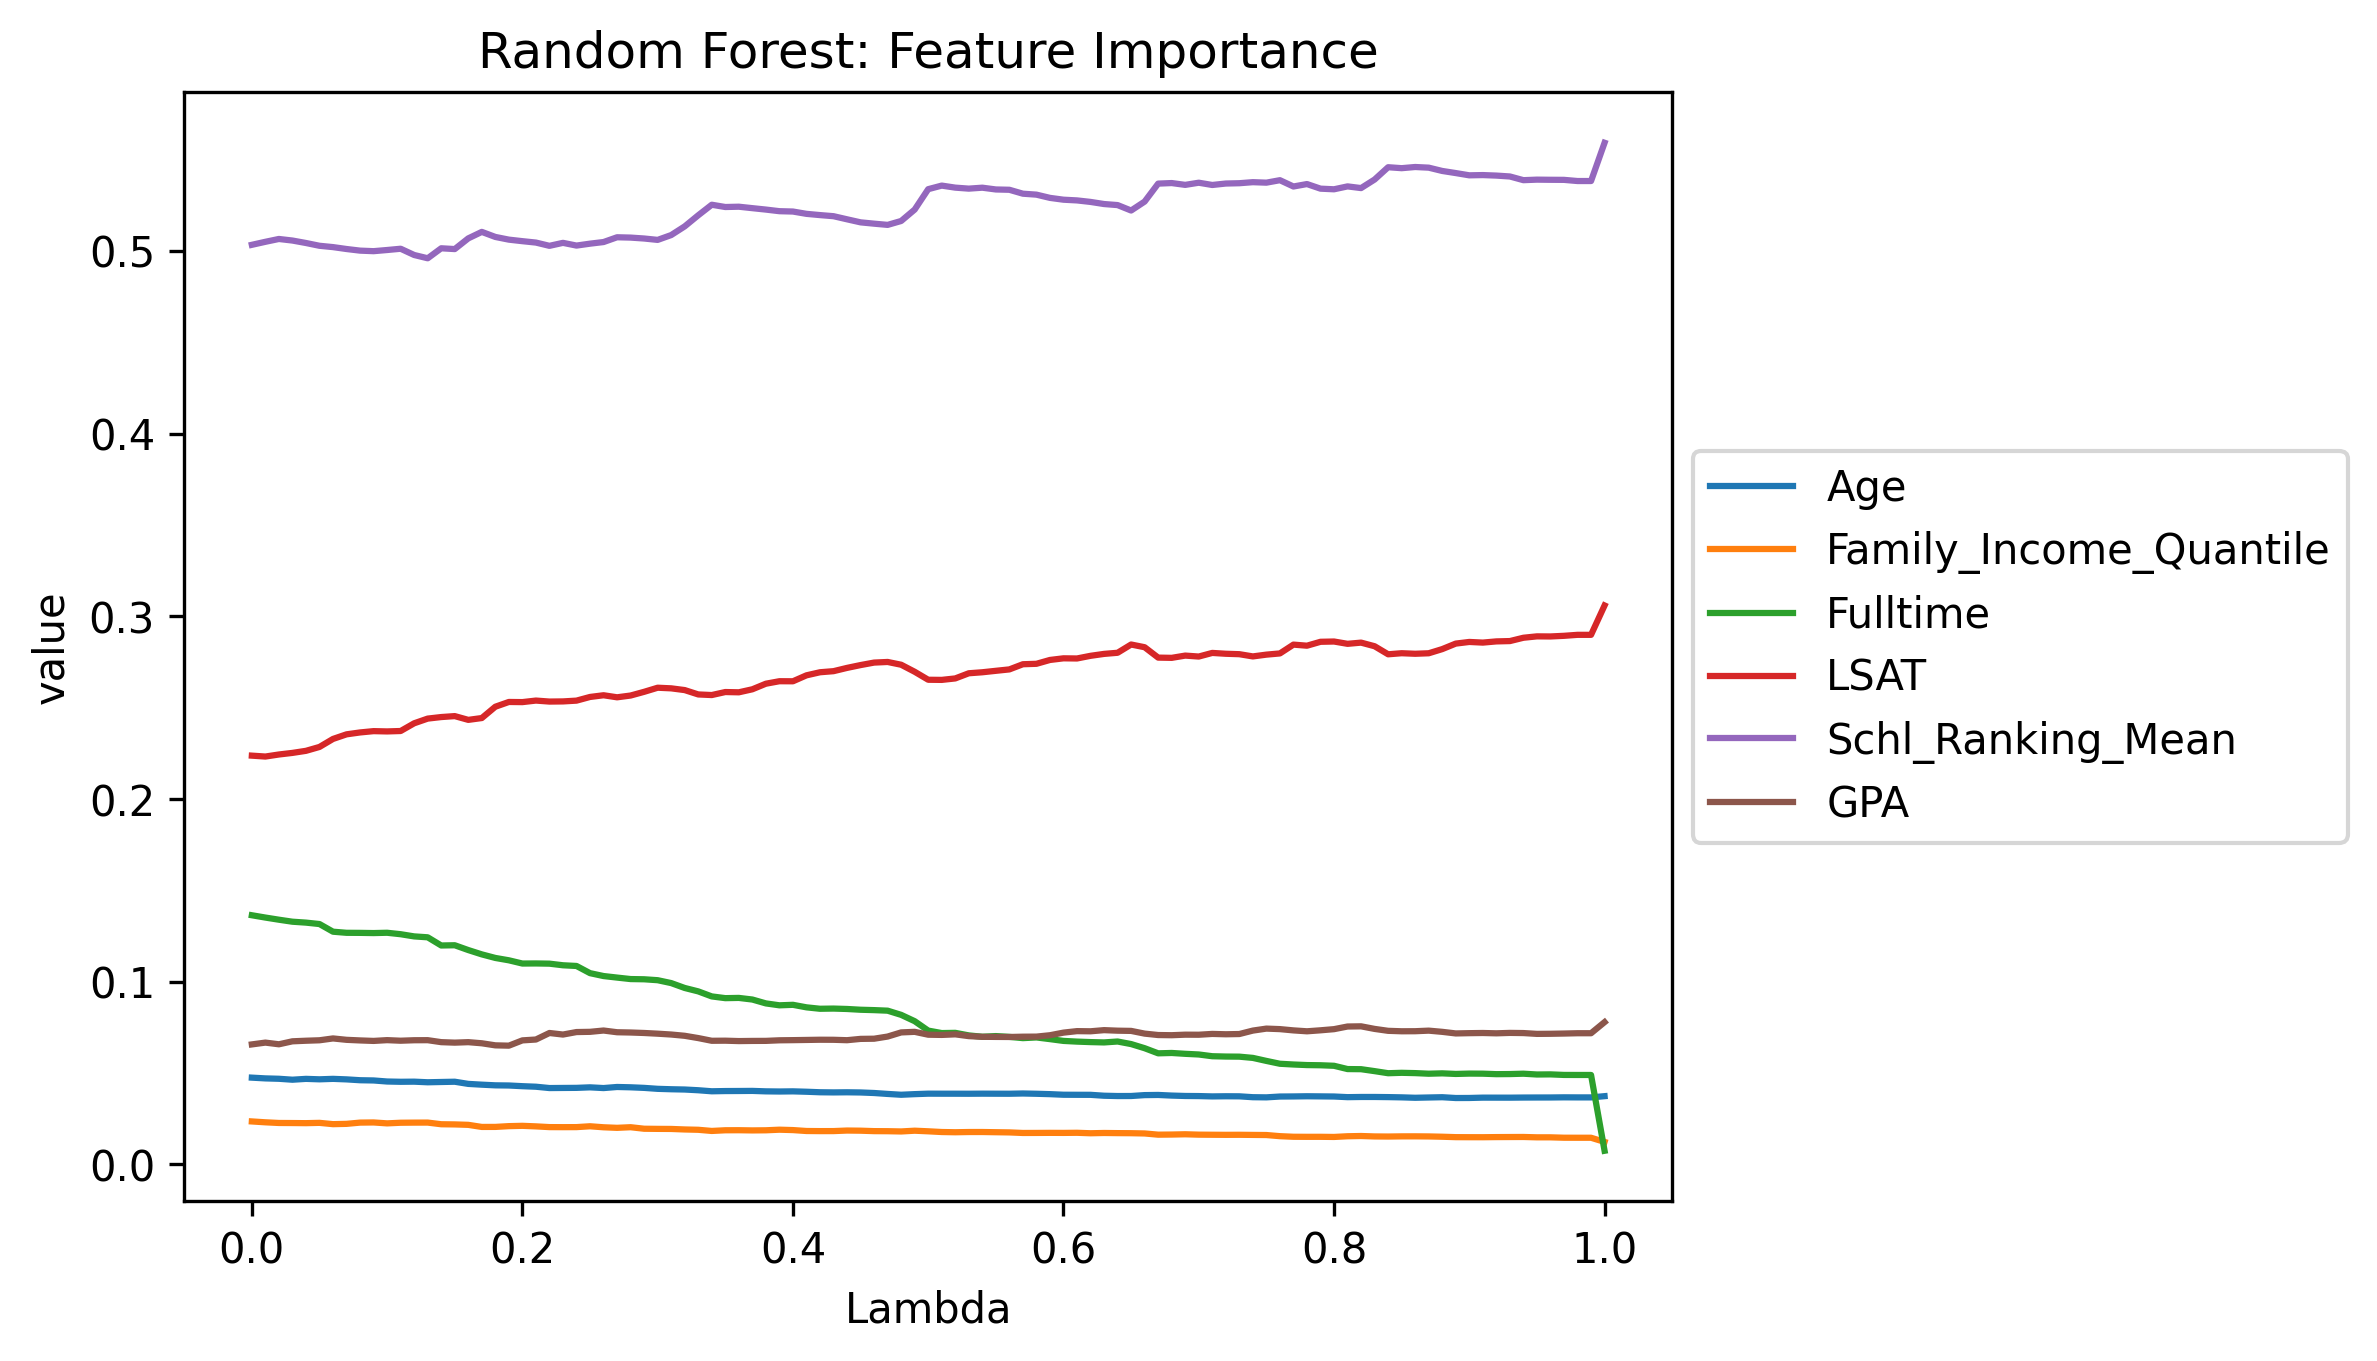 Random Forest: Feature Importance
value
0.5
0.4
0.3
0.2
0.1
0.0
0.0 0.2 0.4 0.6 0.8 1.0
Lambda
Age
Family_Income_Quantile
Fulltime
LSAT
Schl_Ranking_Mean
GPA